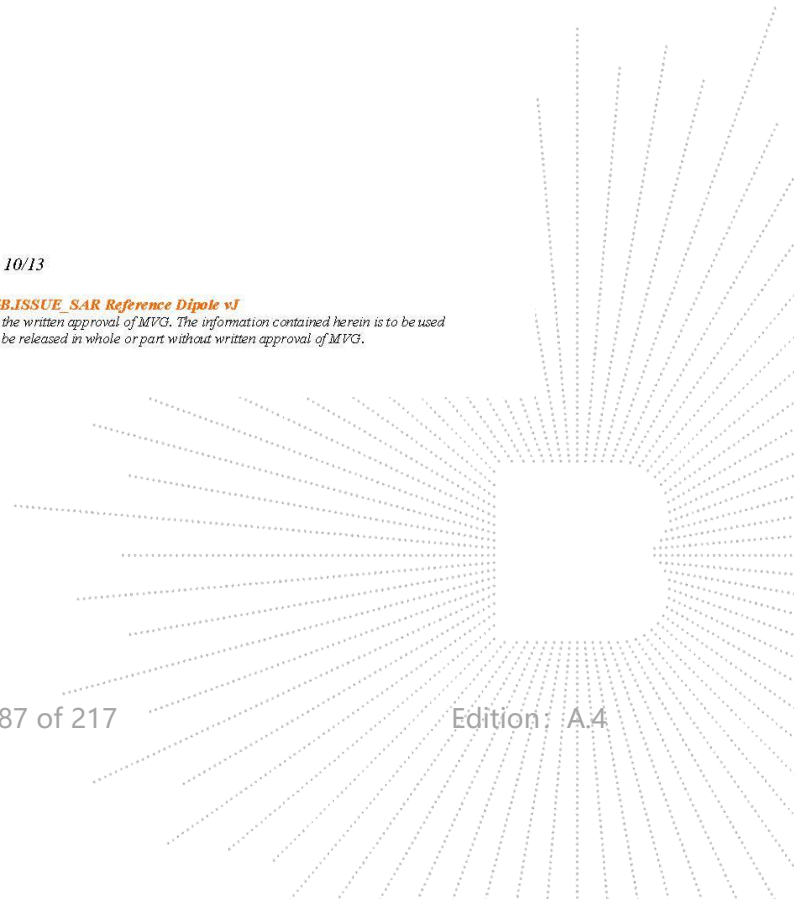 10/13
B.ISSUE_SAR Reference Dipole vJ
the written approval of MVG. The information contained herein is to be used
be released in whole or part without written approval of MVG.
87 of 217 Edition：A.4